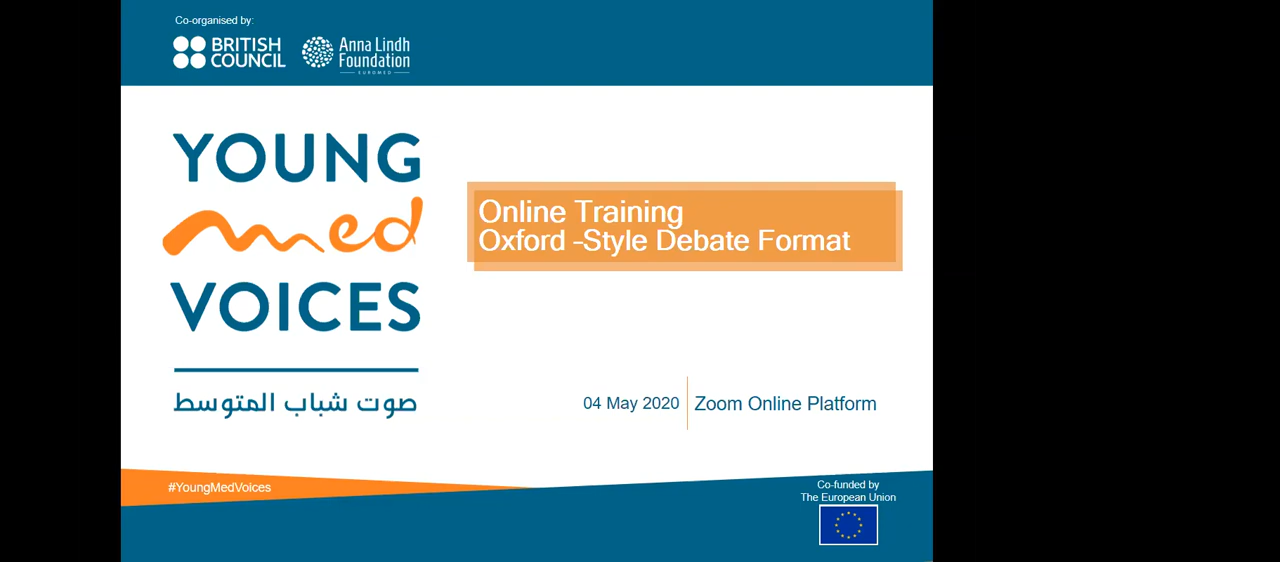 Co-organised by:
BRITISH
COUNCIL
Anna Lindh
Foundation
EUROMED
YOUNG
med
VOICES
صوت شباب المتوسط
Online Training
Oxford -Style Debate Format
04 May 2020
Zoom Online Platform
#YoungMedVoices
Co-funded by
The European Union